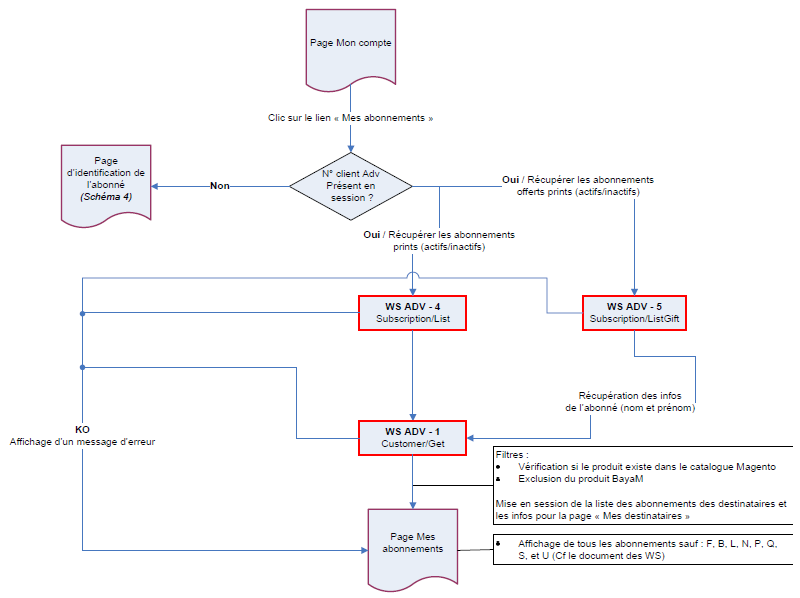 Page Mon compte
Clic sur le lien « Mes abonnements »
Page
d'identification de
l'abonné
(Schéma 4)
Non
N° client Adv
Présent en
session ?
Oui / Récupérer les abonnements
offerts prints (actifs/inactifs)
Oui / Récupérer les abonnements
prints (actifs/inactifs)
WS ADV - 4
Subscription/List
WS ADV - 5
Subscription/ListGift
Récupération des infos
de l'abonné (nom et prénom)
KO
Affichage d'un message d'erreur
WS ADV - 1
Customer/Get
Filtres :
Vérification si le produit existe dans le catalogue Magento
Exclusion du produit BayaM
Mise en session de la liste des abonnements des destinataires et
les infos pour la page « Mes destinataires »
Page Mes
abonnements
Affichage de tous les abonnements sauf : F, B, L, N, P, Q,
S, et U (Cf le document des WS)